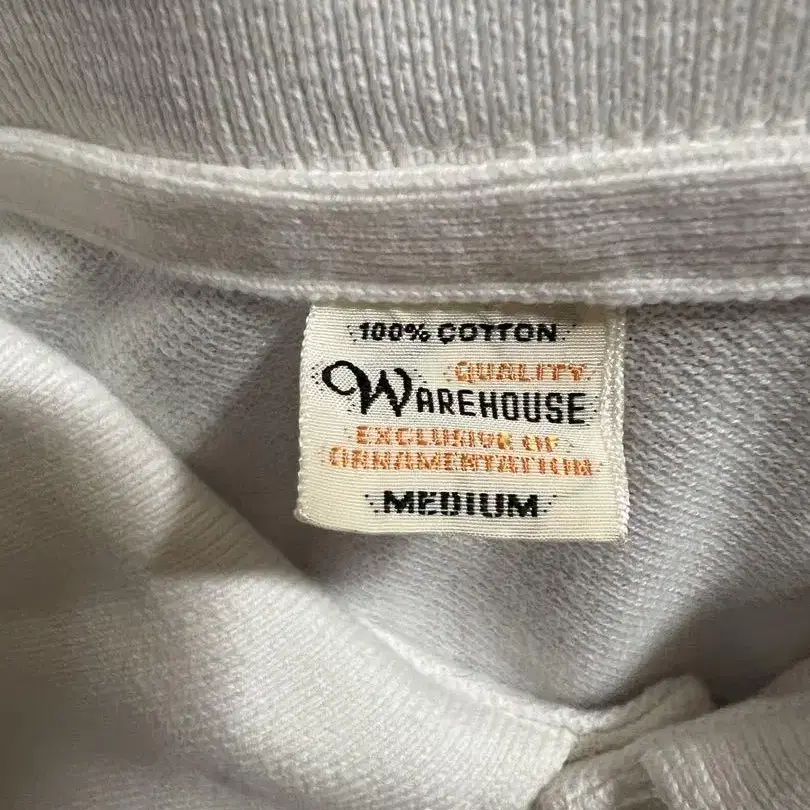 100% COTTON
QUALITY
WAREHOUSE
EXCLUSIVE OF
ORNAMENTATION
MEDIUM